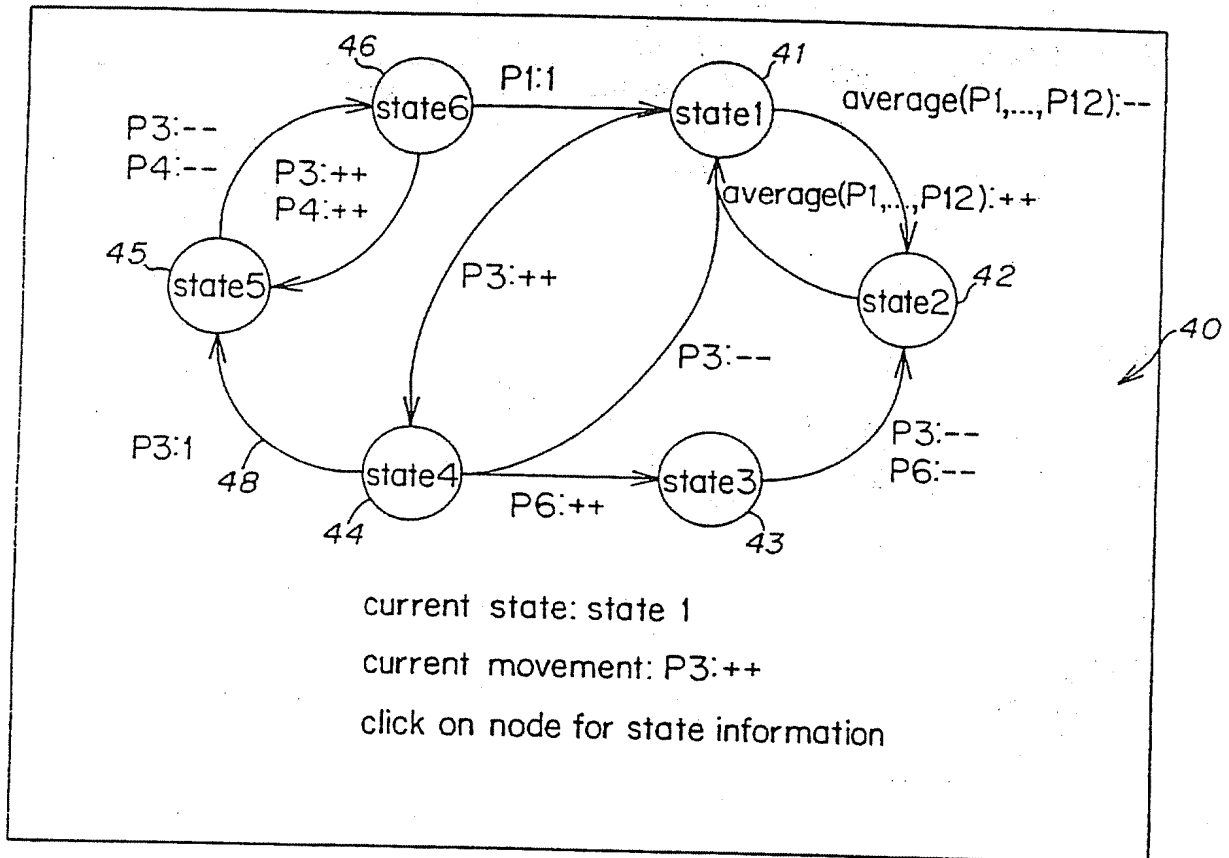 46
P1:1
41
state6
state1
average(P1,...,P12):--
P3:--
P4:--
P3:++
P4:++
average(P1,...,P12):++
45
state5
P3:++
state2
42
40
P3:--
P3:1
48
state4
P6:++
state3
P3:--
P6:--
44
43
current state: state 1
current movement: P3:++
click on node for state information